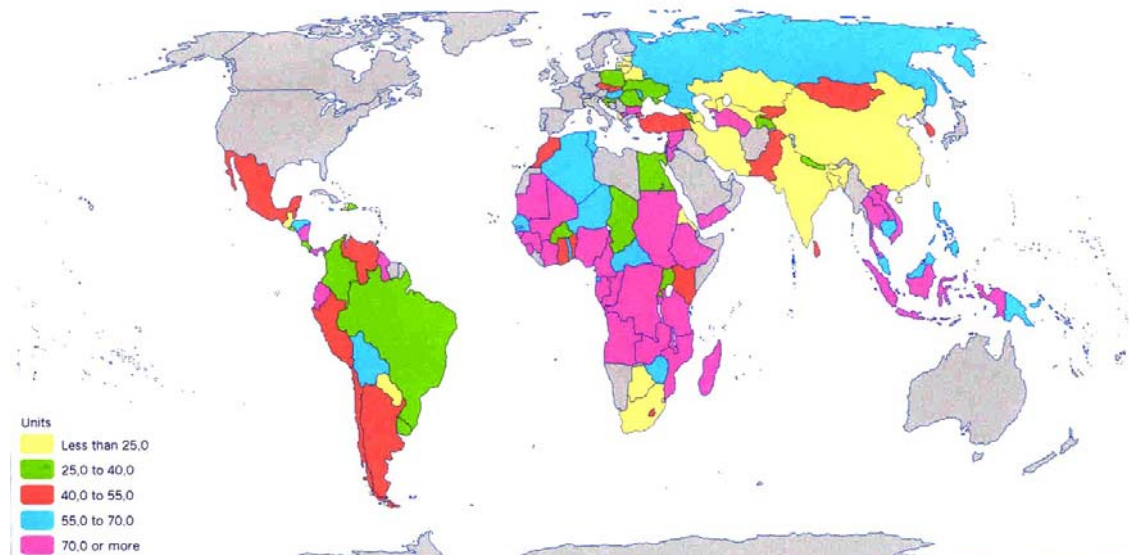 Units
Less than 25,0
25,0 to 40,0
40,0 to 55,0
55,0 to 70,0
70,0 or more